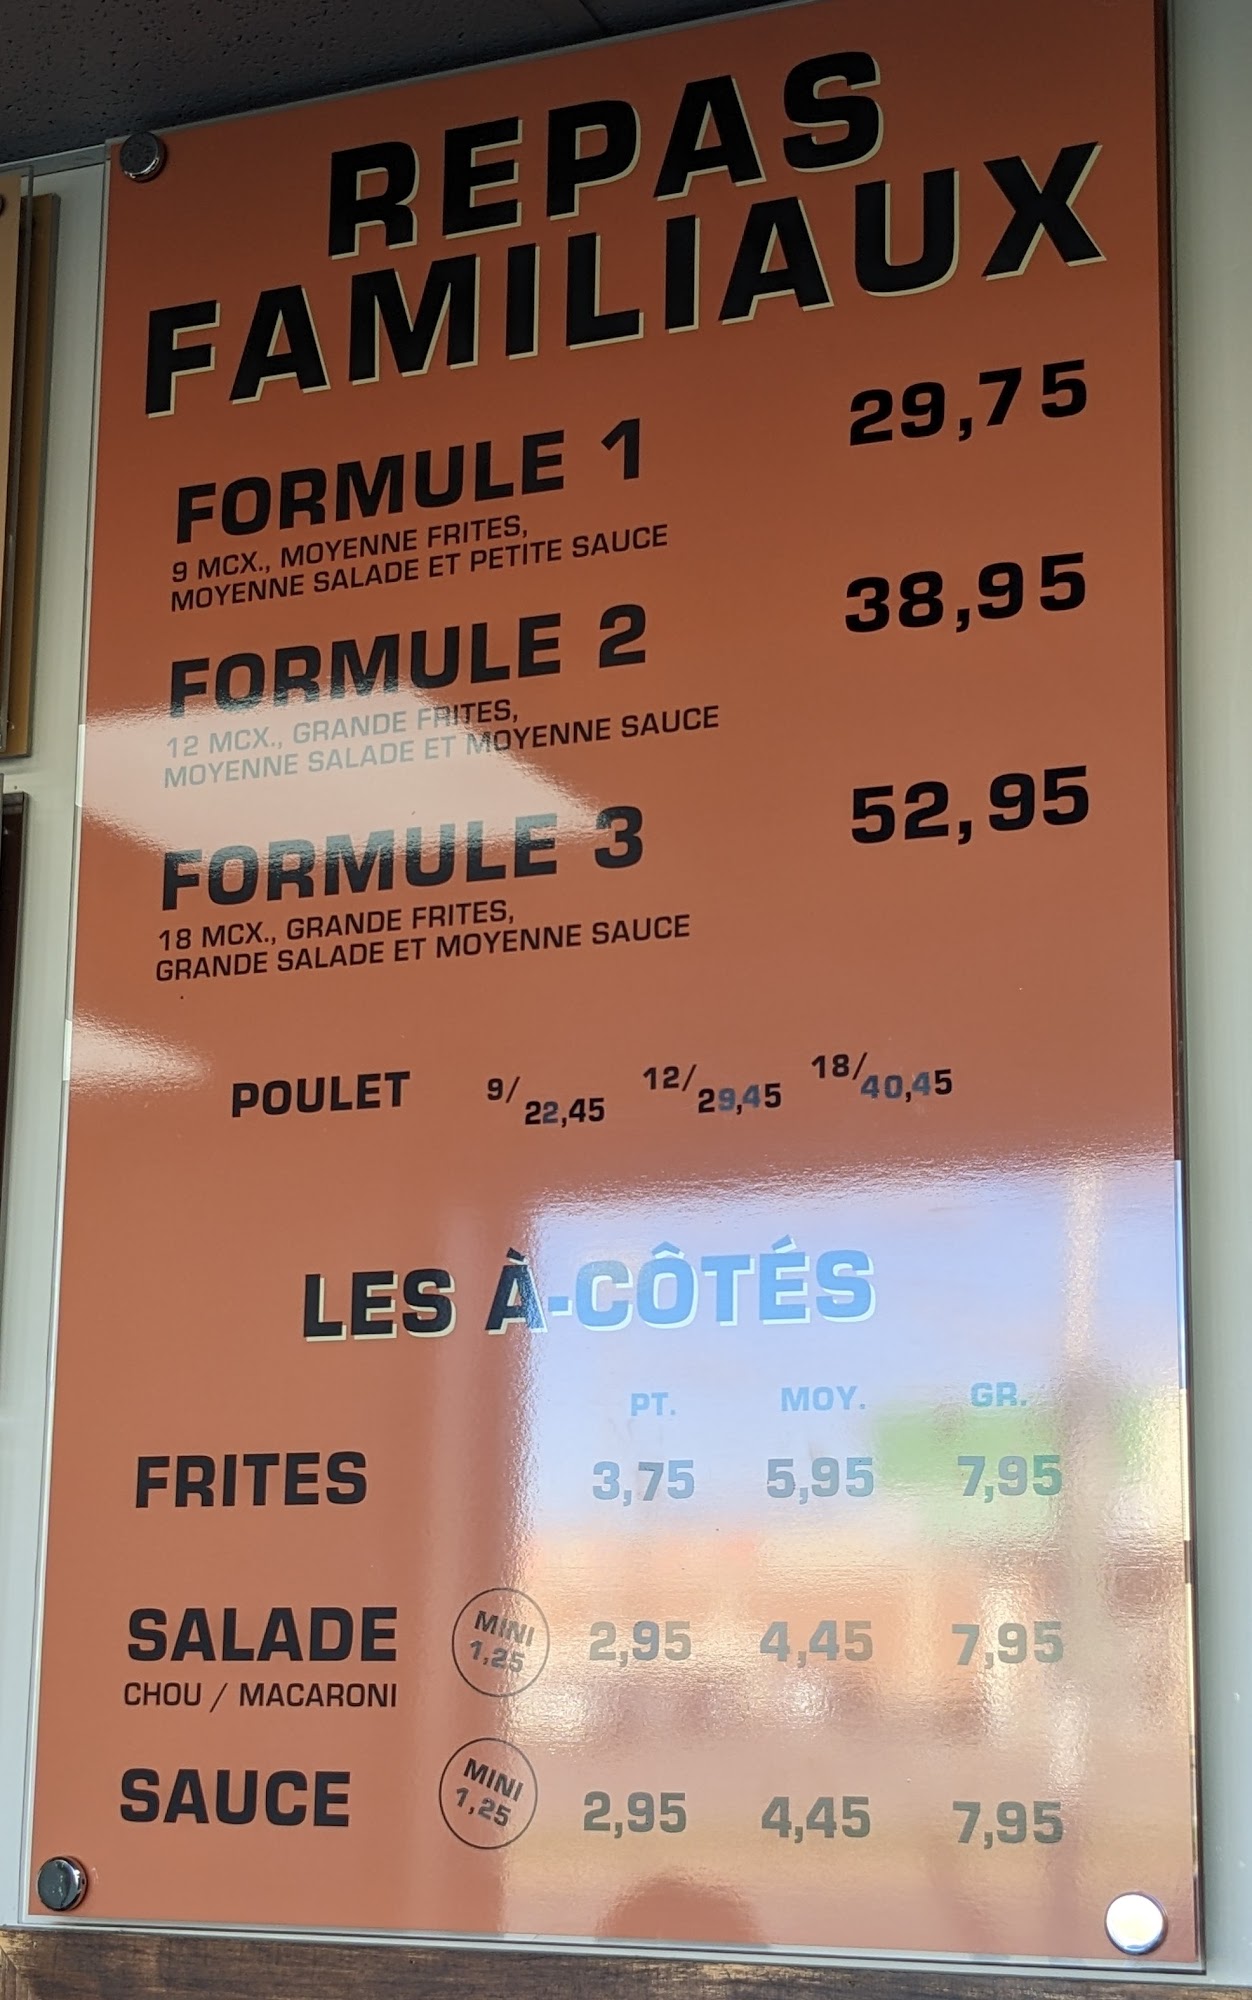 REPAS
FAMILIAUX
FORMULE 1 29,75
9 MCX., MOYENNE FRITES,
MOYENNE SALADE ET PETITE SAUCE
FORMULE 2 38,95
12 MCX., GRANDE FRITES,
MOYENNE SALADE ET MOYENNE SAUCE
FORMULE 3 52,95
18 MCX., GRANDE FRITES,
GRANDE SALADE ET MOYENNE SAUCE
POULET 9/22,45 12/29,45 18/40,45
LES À-CÔTÉS
PT. MOY. GR.
FRITES 3,75 5,95 7,95
SALADE MINI 1,25 2,95 4,45 7,95
CHOU / MACARONI
SAUCE MINI 1,25 2,95 4,45 7,95